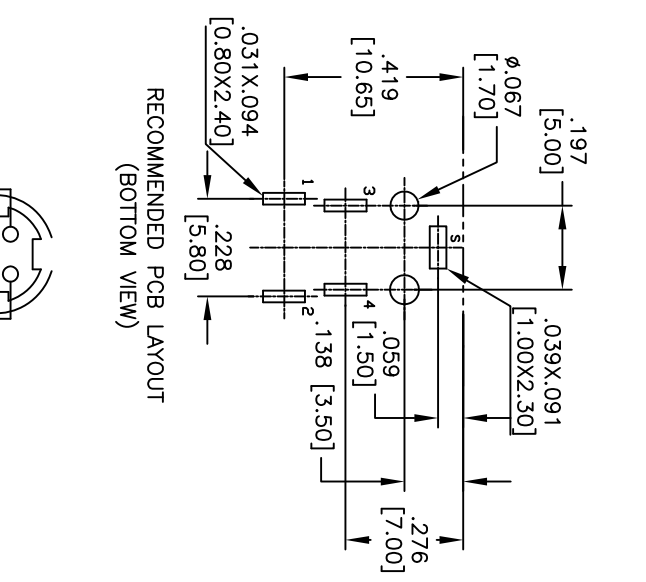 .197
[5.00]
ø.067
[1.70]
.419
[10.65]
.031X.094
[0.80X2.40]
1
3
S
2
4
.228
[5.80]
.039X.091
[1.00X2.30]
.059
[1.50]
.138 [3.50]
.276
[7.00]
RECOMMENDED PCB LAYOUT
(BOTTOM VIEW)